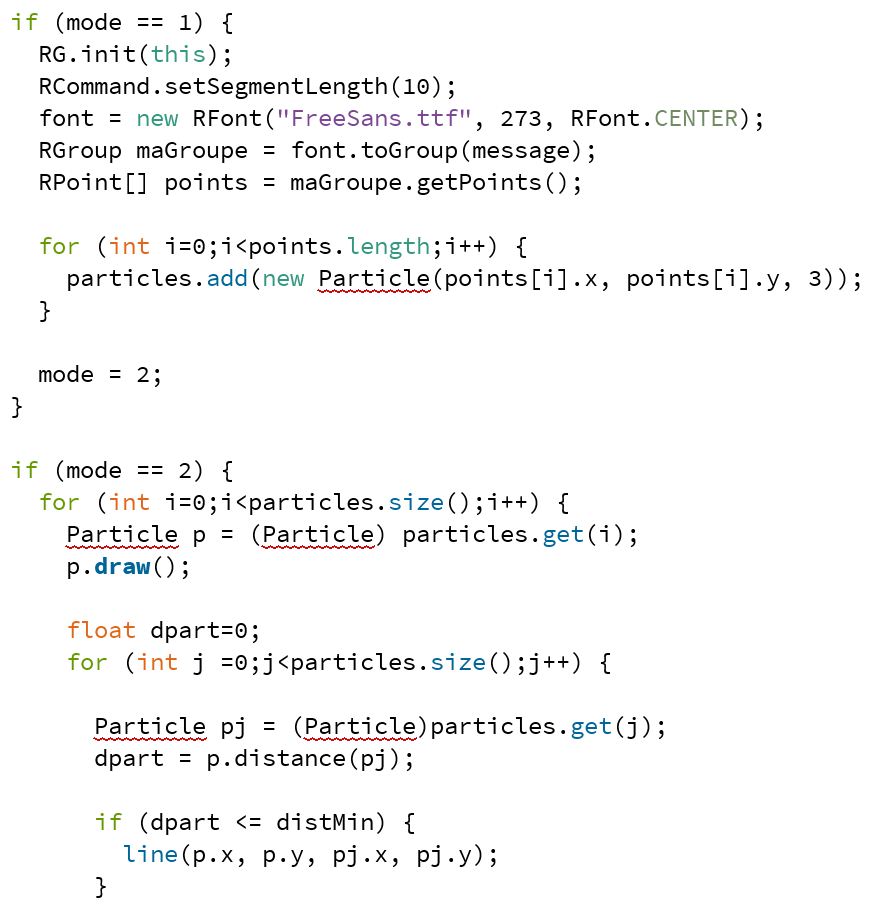 if (mode == 1) {
  RG.init(this);
  RCommand.setSegmentLength(10);
  font = new RFont("FreeSans.ttf", 273, RFont.CENTER);
  RGroup maGroupe = font.toGroup(message);
  RPoint[] points = maGroupe.getPoints();

  for (int i=0;i<points.length;i++) {
    particles.add(new Particle(points[i].x, points[i].y, 3));
  }

  mode = 2;
}

if (mode == 2) {
  for (int i=0;i<particles.size();i++) {
    Particle p = (Particle) particles.get(i);
    p.draw();

    float dpart=0;
    for (int j =0;j<particles.size();j++) {

      Particle pj = (Particle)particles.get(j);
      dpart = p.distance(pj);

      if (dpart <= distMin) {
        line(p.x, p.y, pj.x, pj.y);
      }